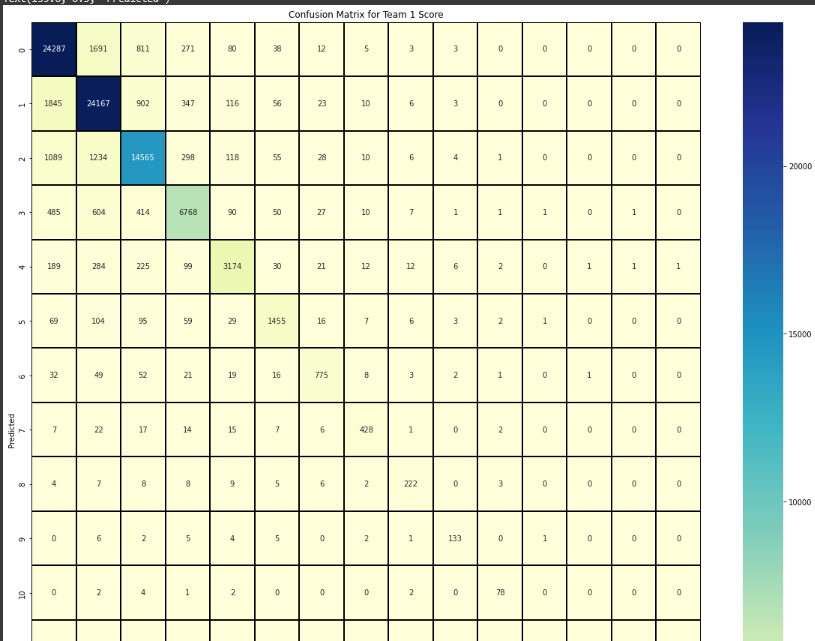 Confusion Matrix for Team 1 Score
0 24287 1691 811 271 80 38 12 5 3 3 0 0 0 0 0
1 1845 24167 902 347 116 56 23 10 6 3 0 0 0 0 0
2 1089 1234 14565 298 118 55 28 10 6 4 1 0 0 0 0
20000
3 485 604 414 6768 90 50 27 10 7 1 1 1 0 1 0
4 189 284 225 99 3174 30 21 12 12 6 2 0 1 1 1
5 69 104 95 59 29 1455 16 7 6 3 2 1 0 0 0
15000
6 32 49 52 21 19 16 775 8 3 2 1 0 1 0 0
Predicted
7 7 22 17 14 15 7 6 428 1 0 2 0 0 0 0
8 4 7 8 8 9 5 6 2 222 0 3 0 0 0 0
10000
9 0 6 2 5 4 5 0 2 1 133 0 1 0 0 0
10 0 2 4 1 2 0 0 0 2 0 78 0 0 0 0